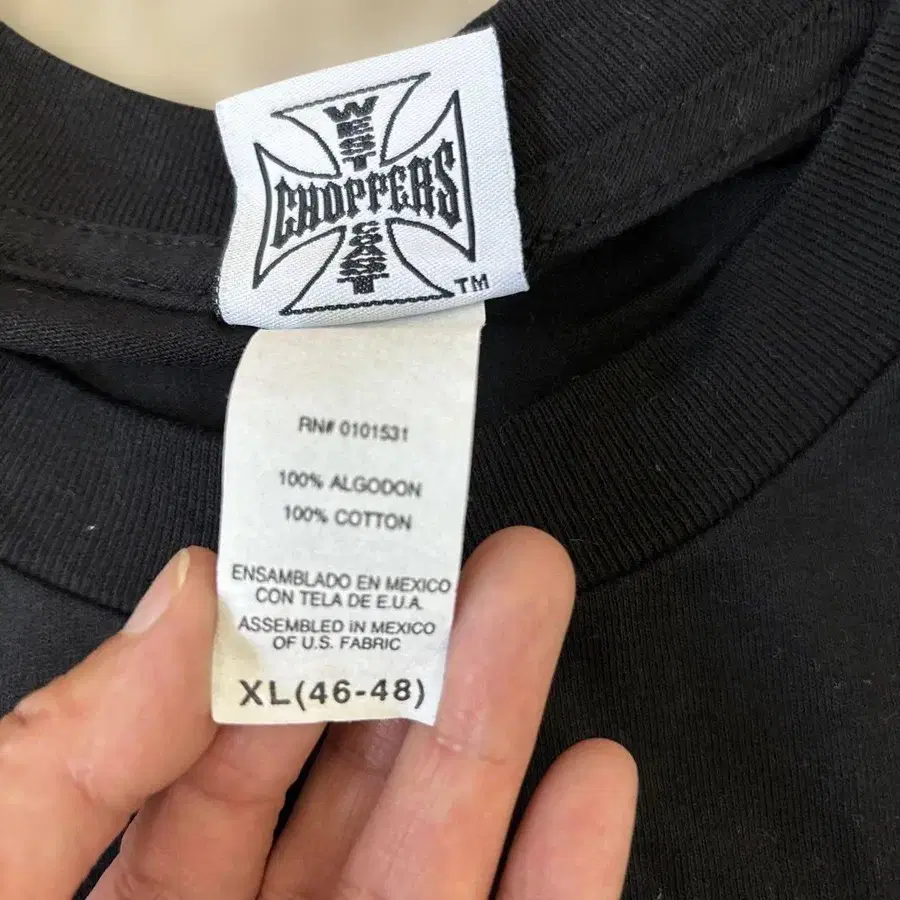 WEST
CHOPPERS
COAST
TM
RN# 0101531
100% ALGODON
100% COTTON
ENSAMBLADO EN MEXICO
CON TELA DE E.U.A.
ASSEMBLED IN MEXICO
OF U.S. FABRIC
XL(46-48)